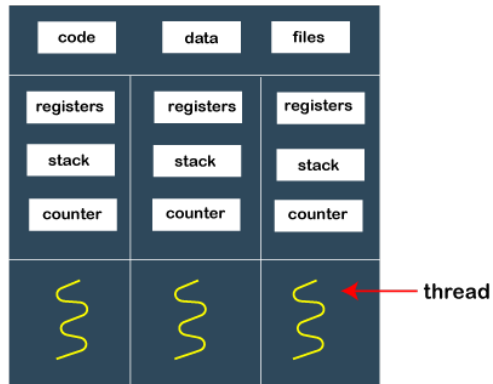 code data files
registers registers registers
stack stack stack
counter counter counter
thread